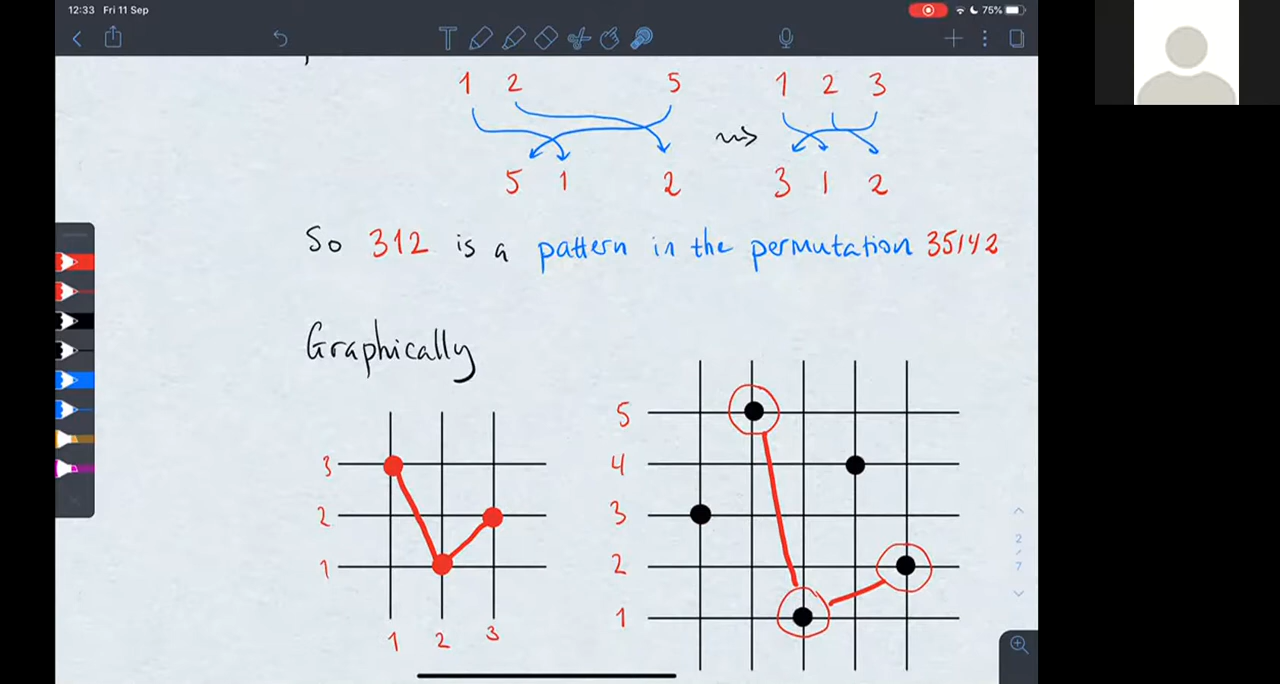 12:33 Fri 11 Sep 75%
1 2 5 1 2 3
5 1 2 3 1 2
So 312 is a pattern in the permutation 35142
Graphically
5
3 4
2 3
1 2
1
1 2 3
2
/
7